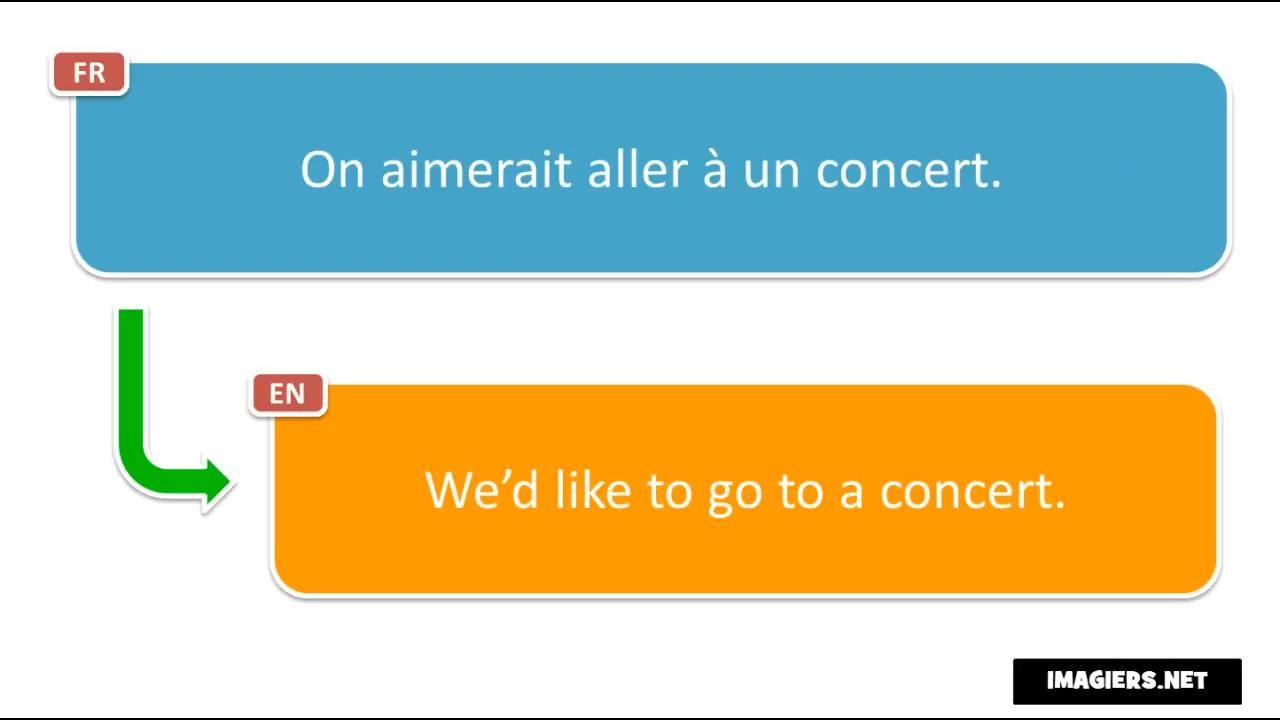 FR
On aimerait aller à un concert.
EN
We’d like to go to a concert.
IMAGIERS.NET